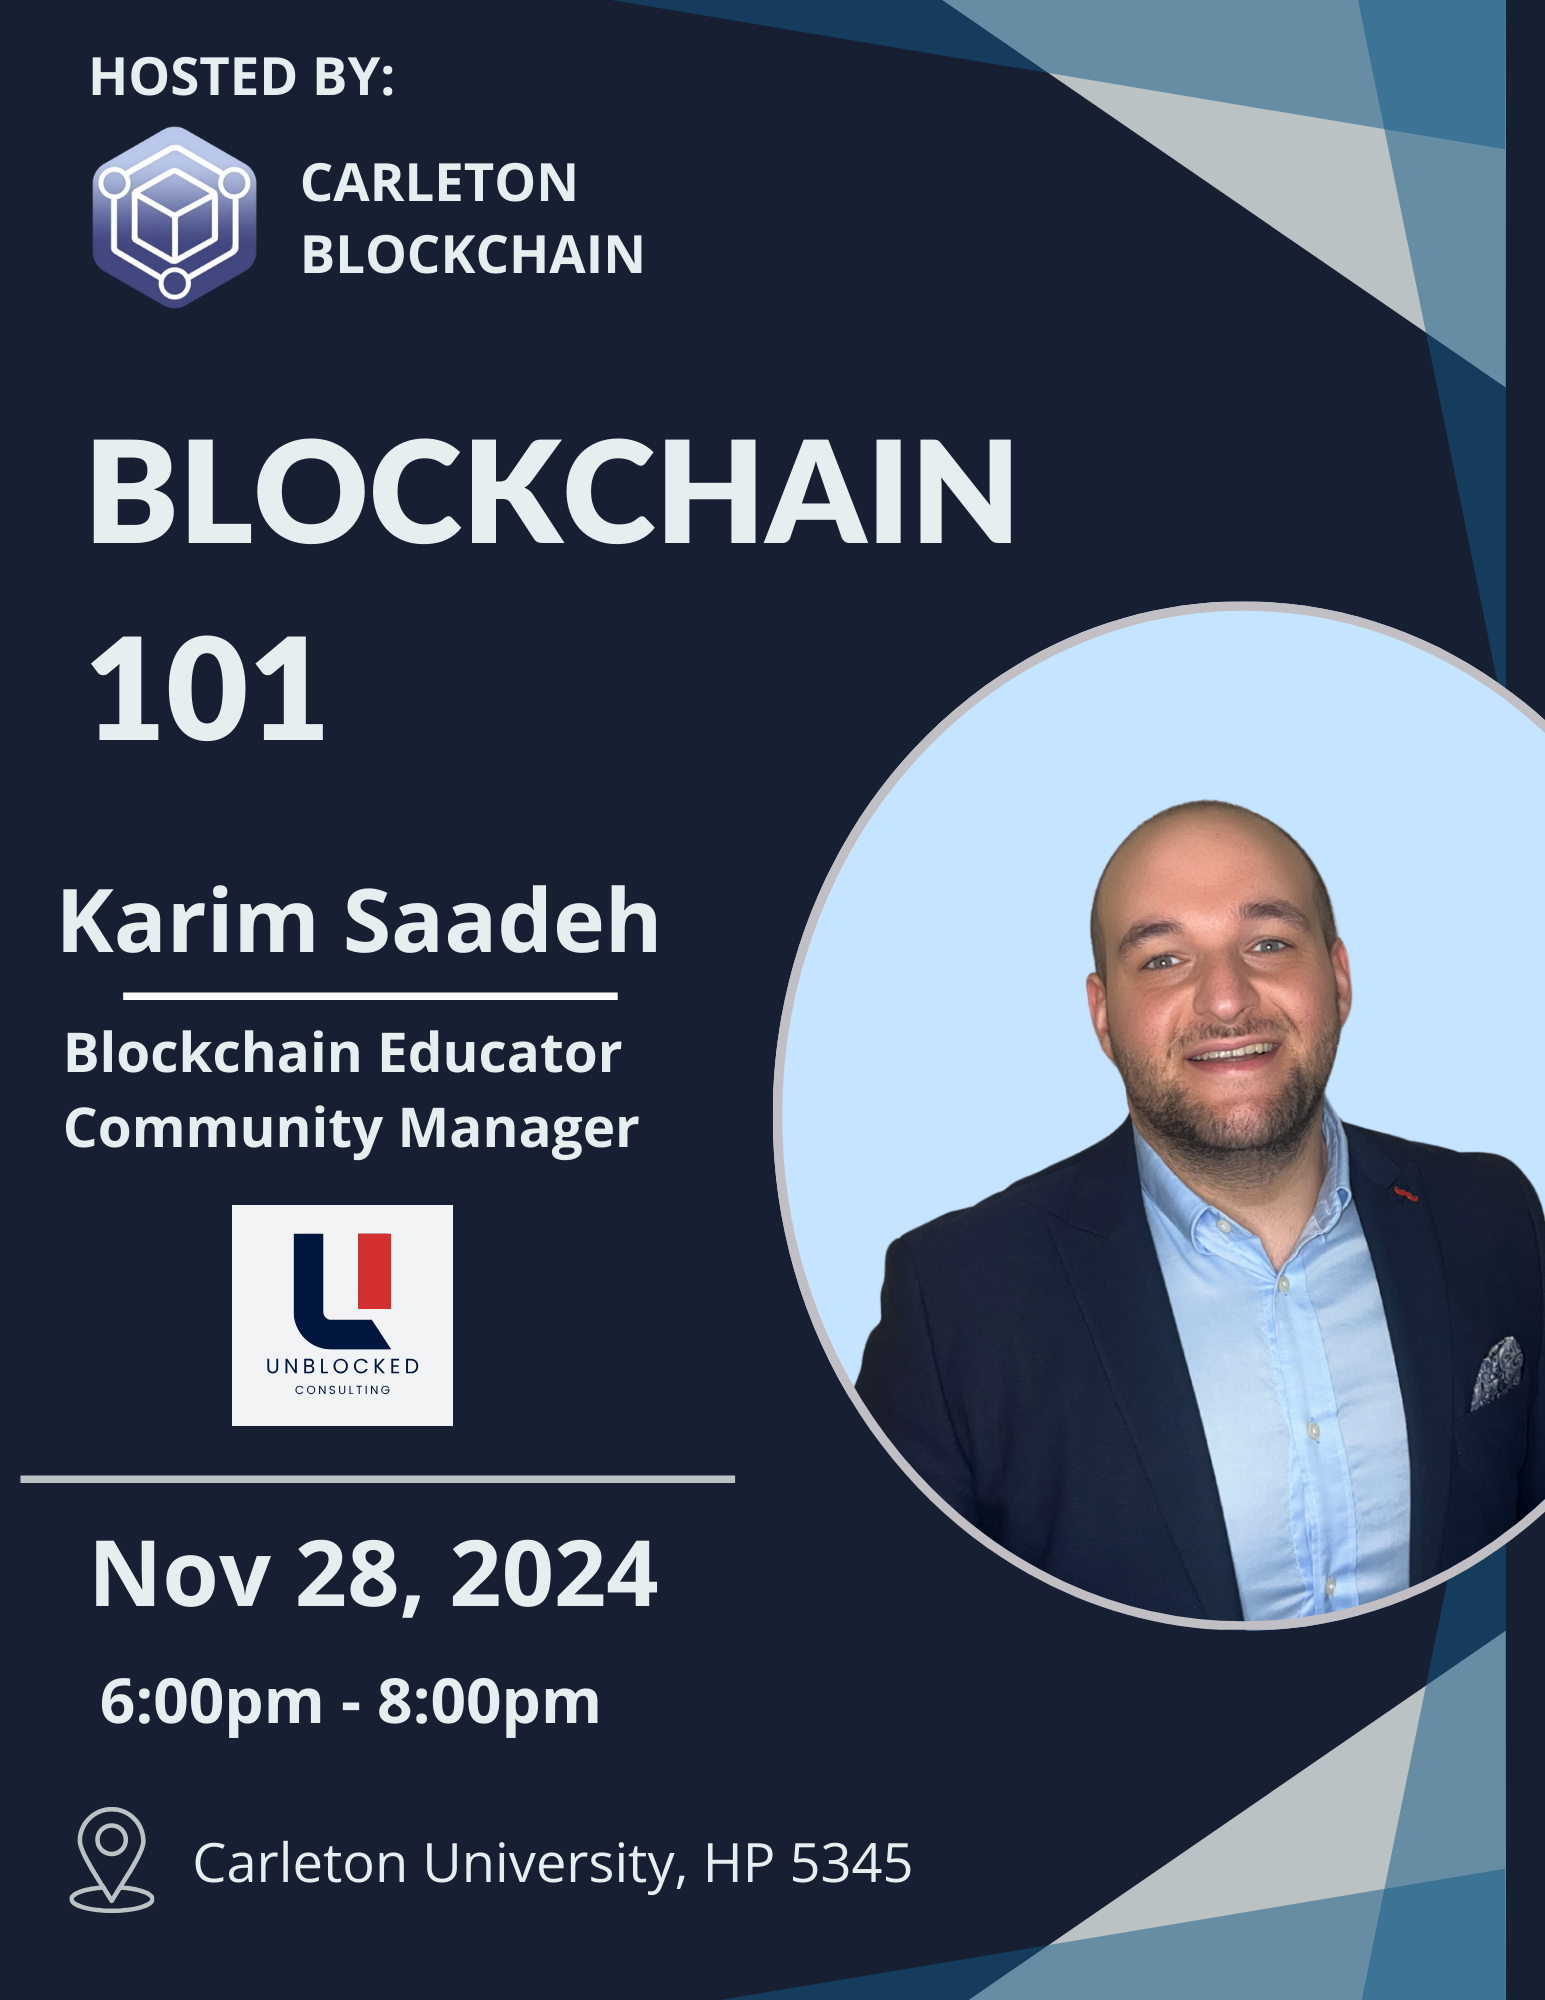 HOSTED BY:
CARLETON
BLOCKCHAIN
BLOCKCHAIN
101
Karim Saadeh
Blockchain Educator
Community Manager
UNBLOCKED
CONSULTING
Nov 28, 2024
6:00pm - 8:00pm
Carleton University, HP 5345